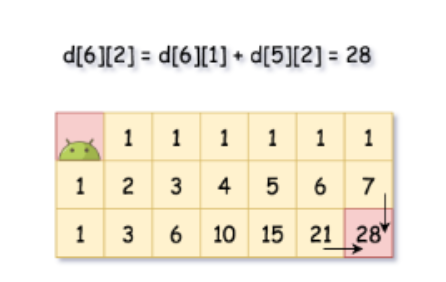 d[6][2] = d[6][1] + d[5][2] = 28
1 1 1 1 1 1
1 2 3 4 5 6 7
1 3 6 10 15 21 28